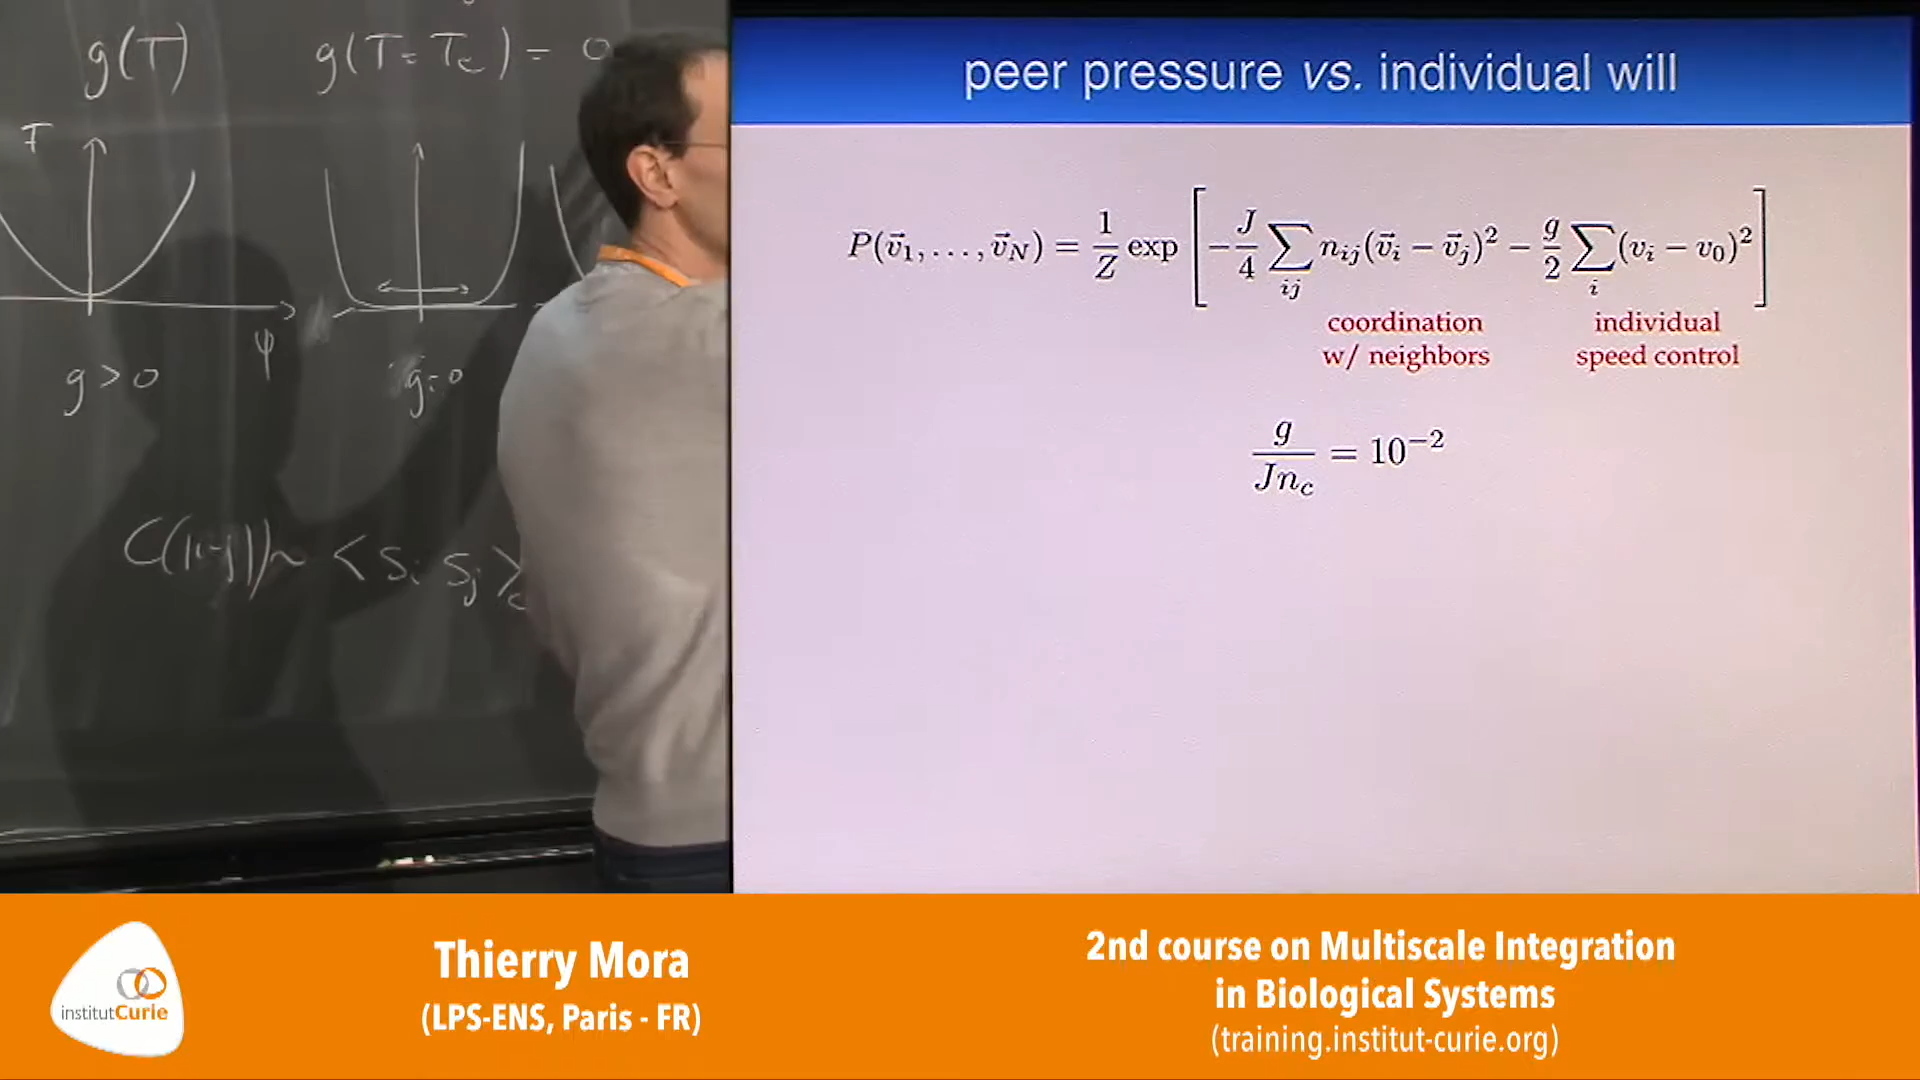 g(T)
g(T=Tc) = 0
F
φ
g > 0
g=0
C(|i-j|) ~ < Si Sj >c
peer pressure vs. individual will
P(v⃗1, . . . , v⃗N) = 1/Z exp [ −J/4 ∑ij nij(v⃗i − v⃗j)² − g/2 ∑i (vi − v0)² ]
coordination
w/ neighbors
individual
speed control
g/Jnc = 10⁻²
institutCurie
Thierry Mora
(LPS-ENS, Paris - FR)
2nd course on Multiscale Integration
in Biological Systems
(training.institut-curie.org)